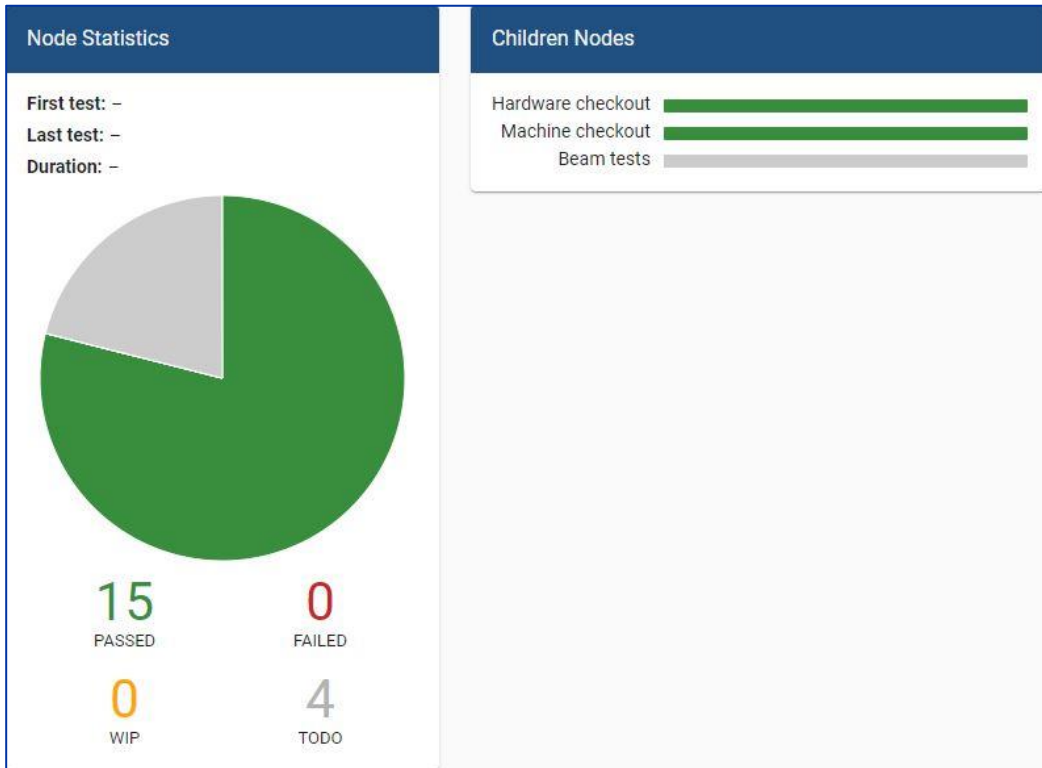 Node Statistics
First test: –
Last test: –
Duration: –
15
PASSED
0
FAILED
0
WIP
4
TODO
Children Nodes
Hardware checkout
Machine checkout
Beam tests